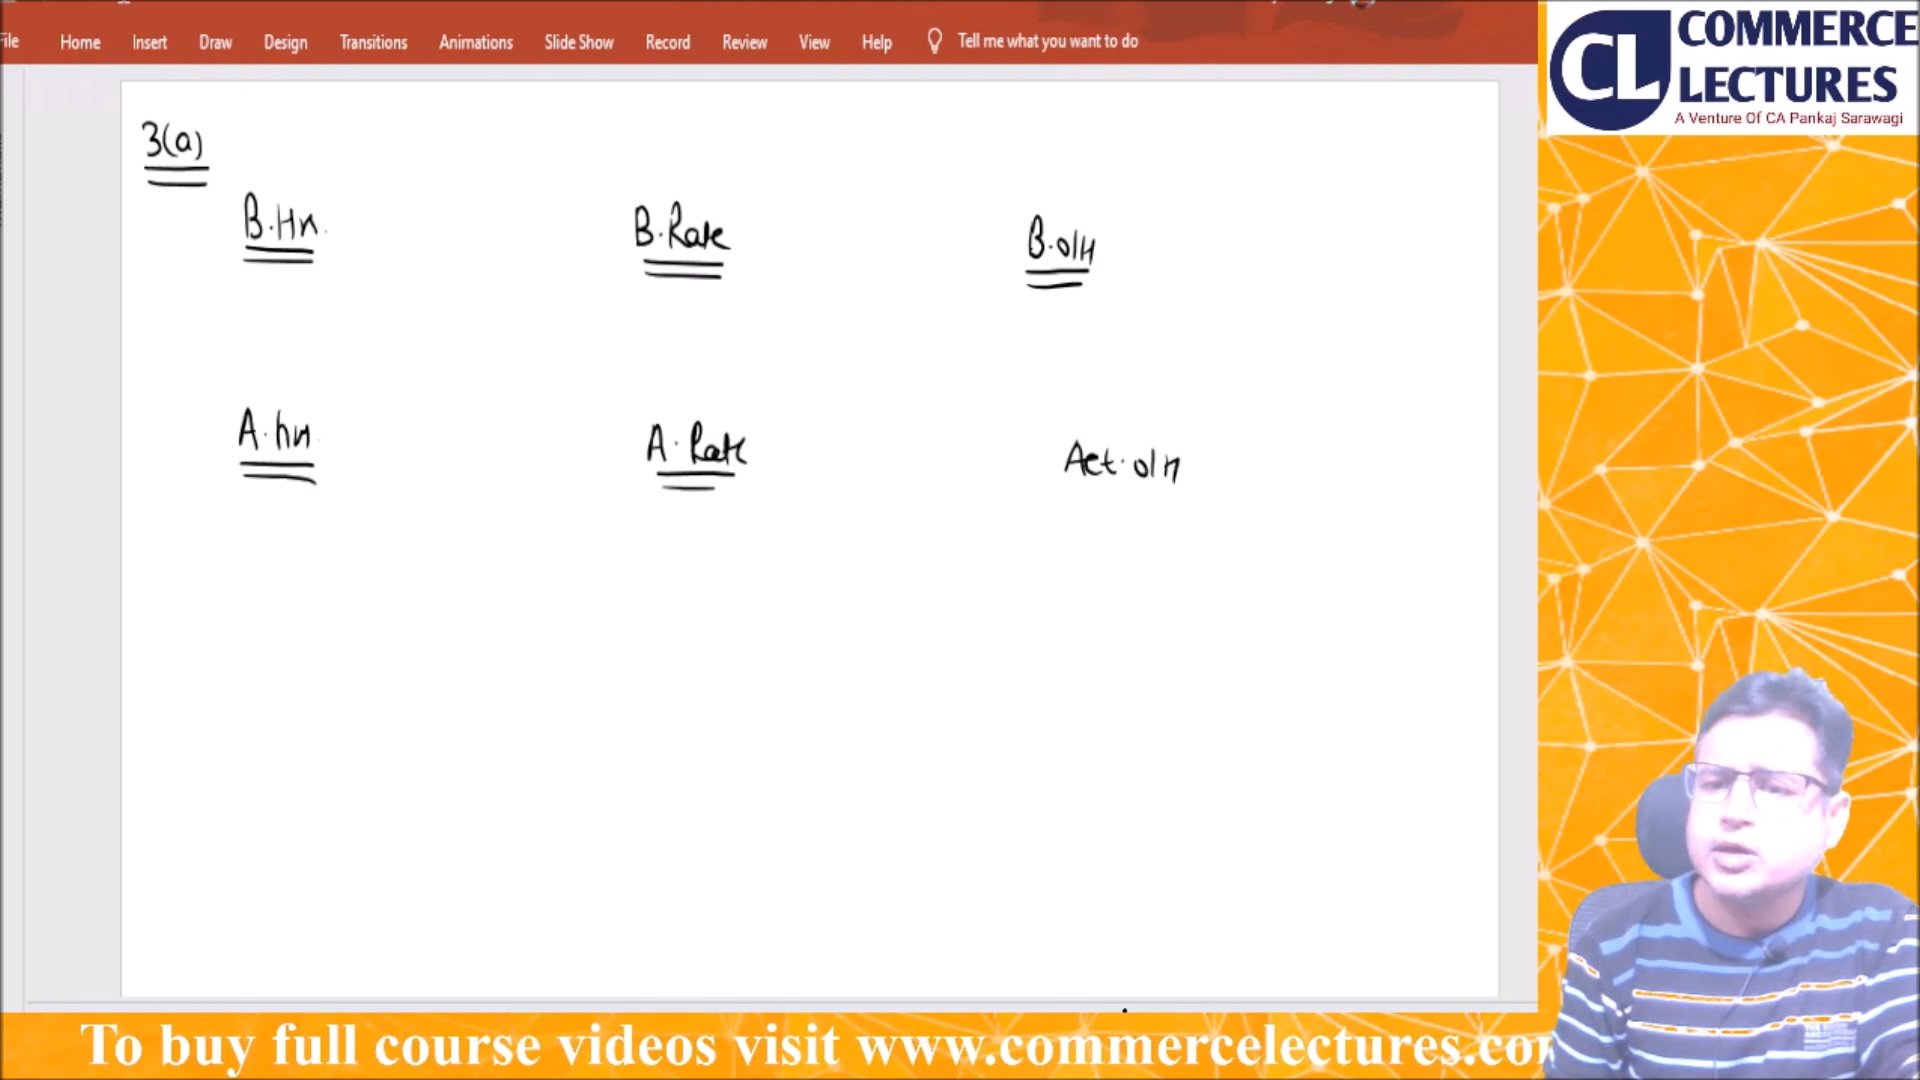 File Home Insert Draw Design Transitions Animations Slide Show Record Review View Help Tell me what you want to do
CL COMMERCE
LECTURES
A Venture Of CA Pankaj Sarawagi
3(a)
B.Hr.
B.Rate
B.o/H
A.hr.
A.Rate
Act.o/H
To buy full course videos visit www.commercelectures.co